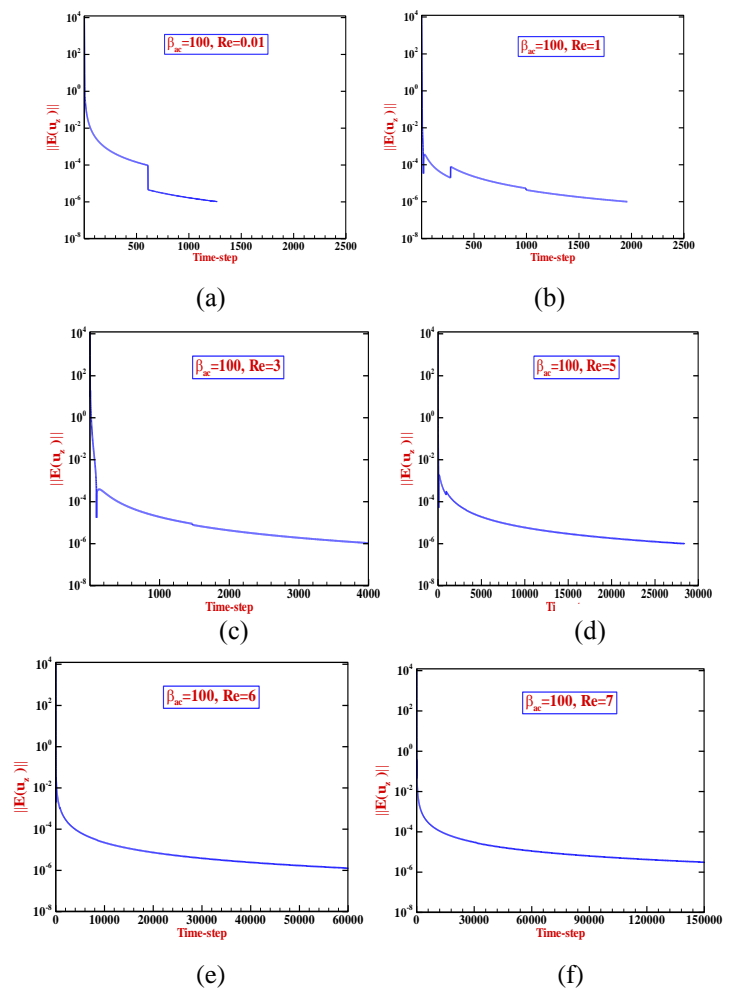 10^4
10^0
10^-2
10^-4
10^-6
10^-8
||E(u_z)||
β_ac=100, Re=0.01
500 1000 1500 2000 2500
Time-step
(a)
10^4
10^0
10^-2
10^-4
10^-6
10^-8
||E(u_z)||
β_ac=100, Re=1
500 1000 1500 2000 2500
Time-step
(b)
10^4
10^2
10^0
10^-2
10^-4
10^-6
10^-8
||E(u_z)||
β_ac=100, Re=3
1000 2000 3000 4000
Time-step
(c)
10^4
10^2
10^0
10^-2
10^-4
10^-6
10^-8
||E(u_z)||
β_ac=100, Re=5
0 5000 10000 15000 20000 25000 30000
Ti
(d)
10^4
10^2
10^0
10^-2
10^-4
10^-6
10^-8
||E(u_z)||
β_ac=100, Re=6
0 10000 20000 30000 40000 50000 60000
Time-step
(e)
10^4
10^2
10^0
10^-2
10^-4
10^-6
10^-8
||E(u_z)||
β_ac=100, Re=7
0 30000 60000 90000 120000 150000
Time-step
(f)